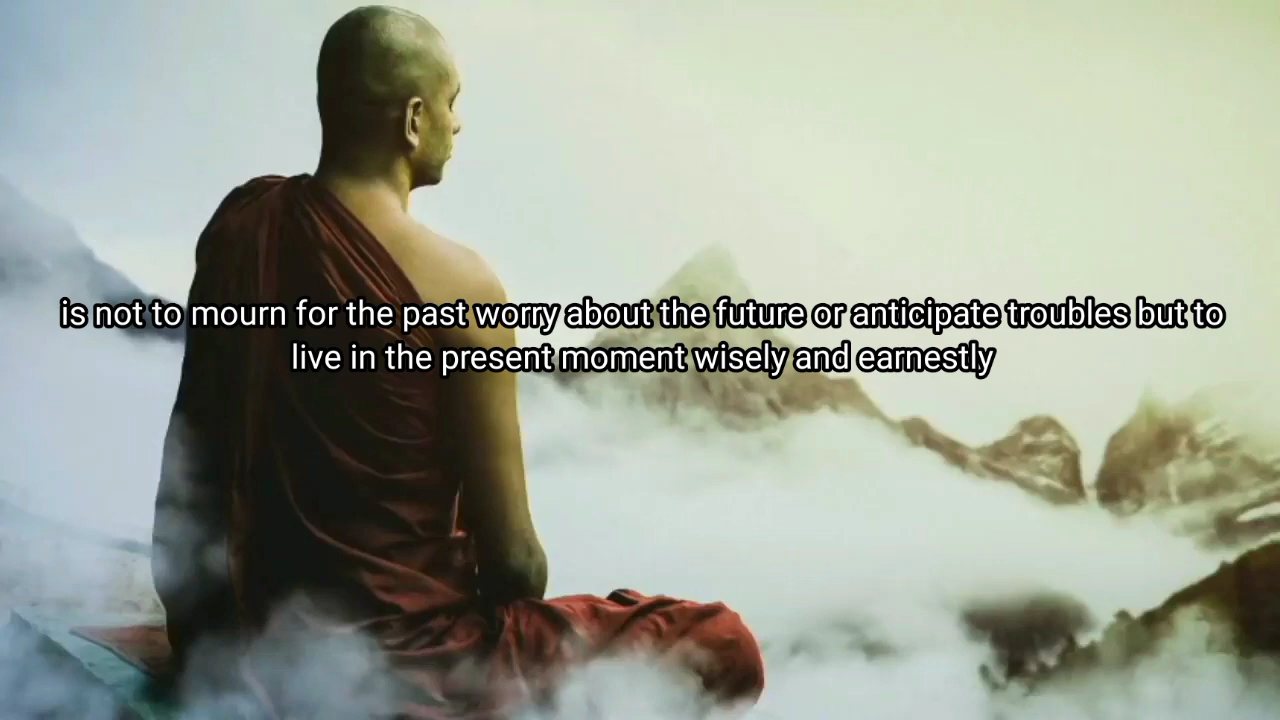 is not to mourn for the past worry about the future or anticipate troubles but to
live in the present moment wisely and earnestly